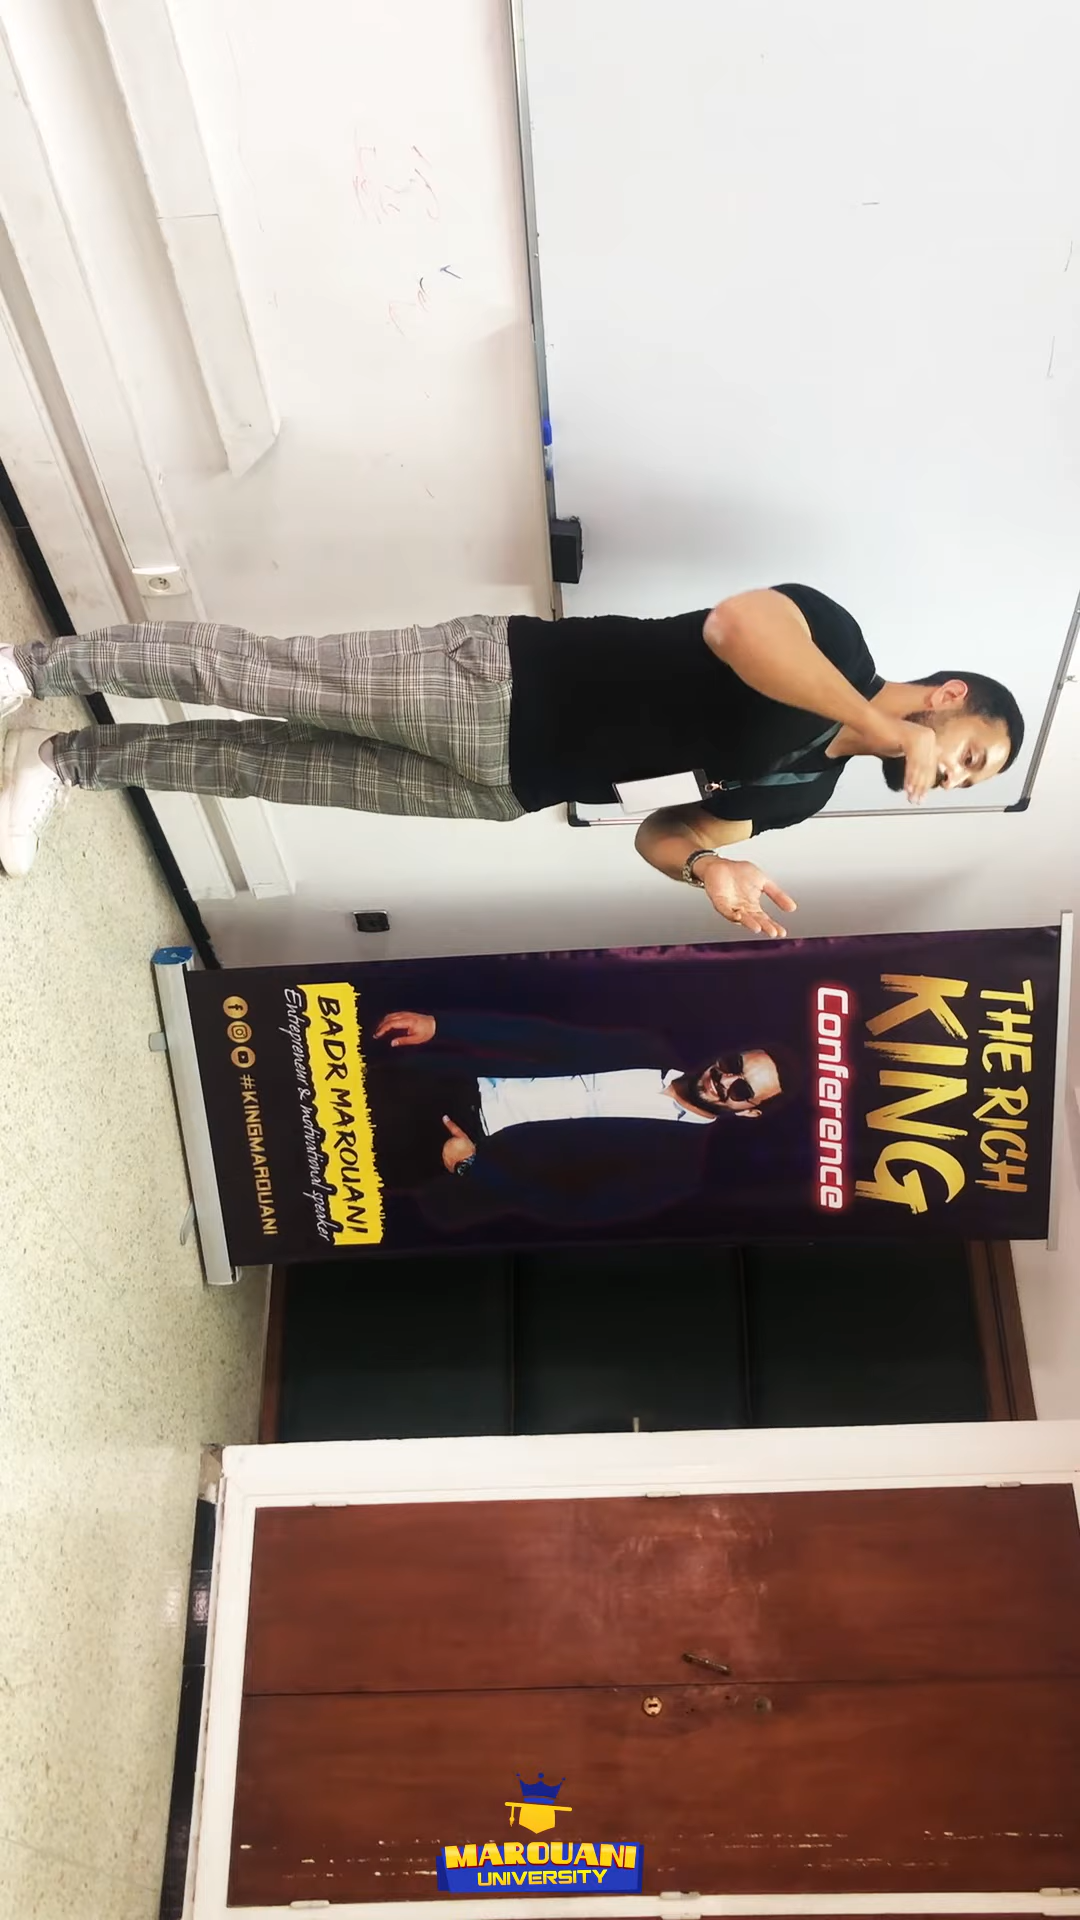 THE RICH
KING
Conference
BADR MAROUANI
Entrepreneur & motivational speaker
#KINGMAROUANI
MAROUANI
UNIVERSITY